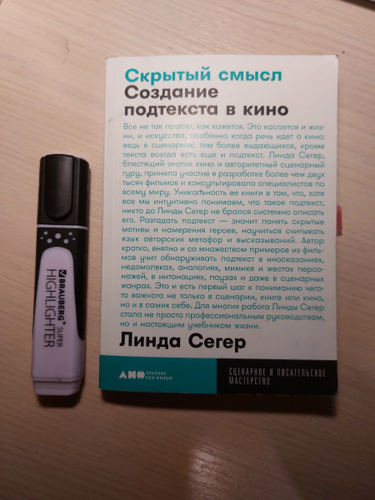 Скрытый смысл
Создание
подтекста в кино
Все не так просто, как кажется. Это касается и жиз-
ни, и искусства, особенно когда речь идет о кино:
ведь в сценариях, тем более выдающихся, кроме
текста всегда есть еще и подтекст. Линда Сегер,
блестящий знаток кино и авторитетный сценарный
гуру, приняла участие в разработке более чем двух
тысяч фильмов и консультировала специалистов по
всему миру. Уникальность ее книги в том, что, хотя
все мы интуитивно понимаем, что такое подтекст,
никто до Линды Сегер не брался системно описать
его. Разгадать подтекст — значит понять скрытые
мотивы и намерения героев, научиться считывать
язык авторских метафор и высказываний. Автор
кратко, внятно и со множеством примеров из филь-
мов учит обнаруживать подтекст в иносказаниях,
недомолвках, аналогиях, мимике и жестах персо-
нажей, в интонациях, паузах и даже в сценарных
жанрах. Это и есть первый шаг к пониманию чего-
то важного не только в сценарии, книге или кино,
но и в самих себе. Для многих работа Линды Сегер
стала не просто профессиональным руководством,
но и настоящим учебником жизни.
Линда Сегер
АПН
АЛЬПИНА
НОН-ФИКШН
СЦЕНАРНОЕ И ПИСАТЕЛЬСКОЕ
МАСТЕРСТВО
BRAUBERG
SUPER
HIGHLIGHTER